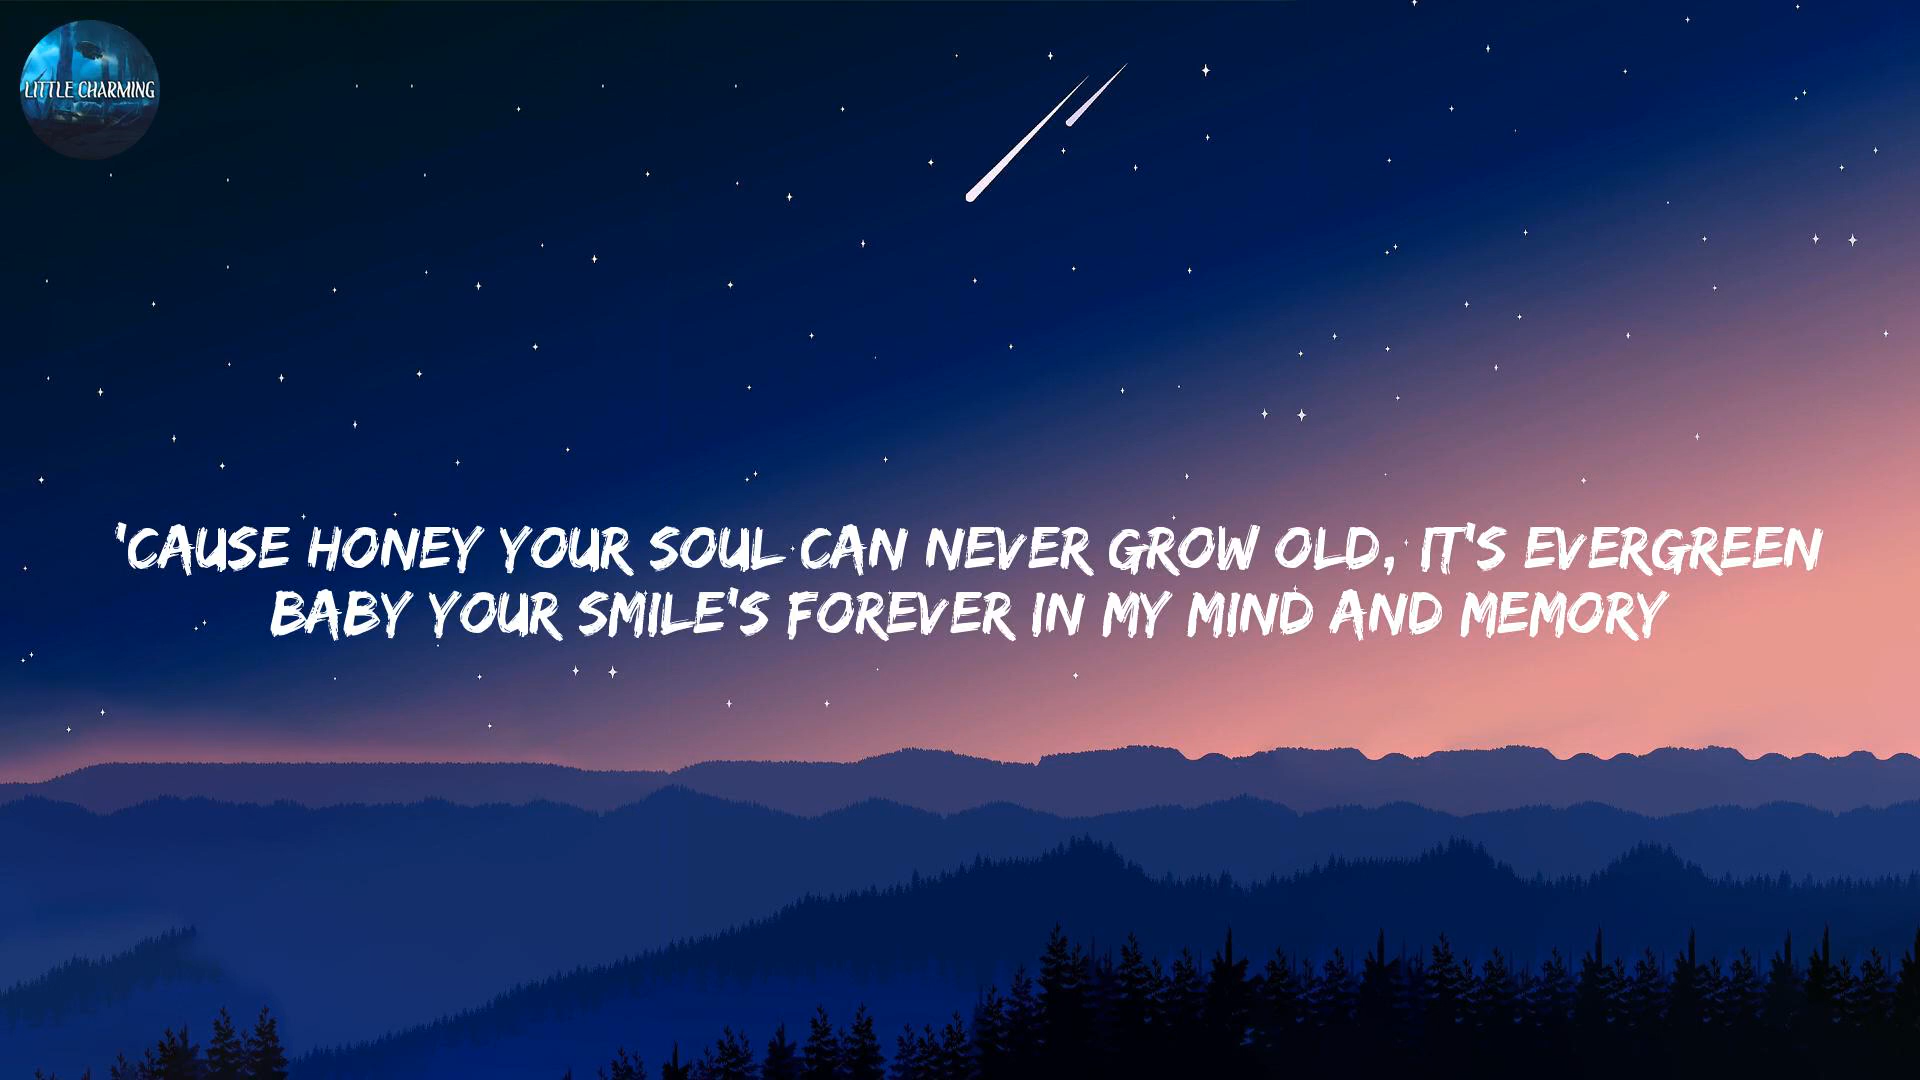 LITTLE CHARMING
'CAUSE HONEY YOUR SOUL CAN NEVER GROW OLD, IT'S EVERGREEN
BABY YOUR SMILE'S FOREVER IN MY MIND AND MEMORY